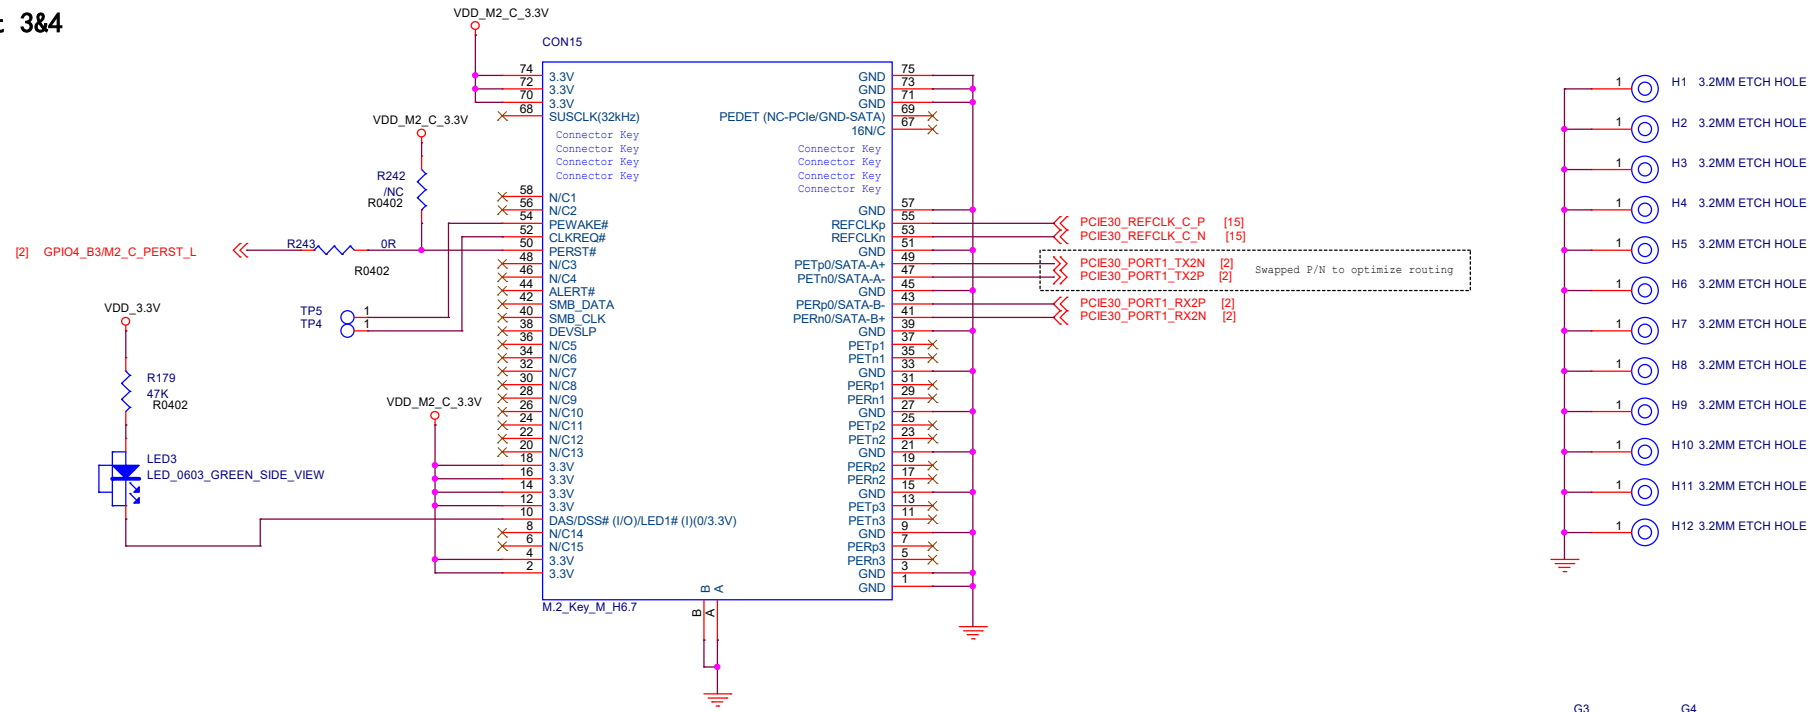 t 3&4
VDD_M2_C_3.3V
CON15
74 3.3V
72 3.3V
70 3.3V
68 SUSCLK(32kHz)
Connector Key
Connector Key
Connector Key
Connector Key
58 N/C1
56 N/C2
54 PEWAKE#
52 CLKREQ#
50 PERST#
48 N/C3
46 N/C4
44 ALERT#
42 SMB_DATA
40 SMB_CLK
38 DEVSLP
36 N/C5
34 N/C6
32 N/C7
30 N/C8
28 N/C9
26 N/C10
24 N/C11
22 N/C12
20 N/C13
18 3.3V
16 3.3V
14 3.3V
12 3.3V
10 DAS/DSS# (I/O)/LED1# (I)(0/3.3V)
8 N/C14
6 N/C15
4 3.3V
2 3.3V
GND 75
GND 73
GND 71
PEDET (NC-PCIe/GND-SATA) 69
16N/C 67
Connector Key
Connector Key
Connector Key
Connector Key
GND 57
REFCLKp 55
REFCLKn 53
GND 51
PETp0/SATA-A+ 49
PETn0/SATA-A- 47
GND 45
PERp0/SATA-B- 43
PERn0/SATA-B+ 41
GND 39
PETp1 37
PETn1 35
GND 33
PERp1 31
PERn1 29
GND 27
PETp2 25
PETn2 23
GND 21
PERp2 19
PERn2 17
GND 15
PETp3 13
PETn3 11
GND 9
PERp3 7
PERn3 5
GND 3
GND 1
B A
B A
M.2_Key_M_H6.7
VDD_M2_C_3.3V
R242
/NC
R0402
[2] GPIO4_B3/M2_C_PERST_L
R243 0R
R0402
TP5 1
TP4 1
VDD_3.3V
R179
47K
R0402
LED3
LED_0603_GREEN_SIDE_VIEW
VDD_M2_C_3.3V
PCIE30_REFCLK_C_P [15]
PCIE30_REFCLK_C_N [15]
PCIE30_PORT1_TX2N [2]
PCIE30_PORT1_TX2P [2]
Swapped P/N to optimize routing
PCIE30_PORT1_RX2P [2]
PCIE30_PORT1_RX2N [2]
1 H1 3.2MM ETCH HOLE
1 H2 3.2MM ETCH HOLE
1 H3 3.2MM ETCH HOLE
1 H4 3.2MM ETCH HOLE
1 H5 3.2MM ETCH HOLE
1 H6 3.2MM ETCH HOLE
1 H7 3.2MM ETCH HOLE
1 H8 3.2MM ETCH HOLE
1 H9 3.2MM ETCH HOLE
1 H10 3.2MM ETCH HOLE
1 H11 3.2MM ETCH HOLE
1 H12 3.2MM ETCH HOLE
G3 G4